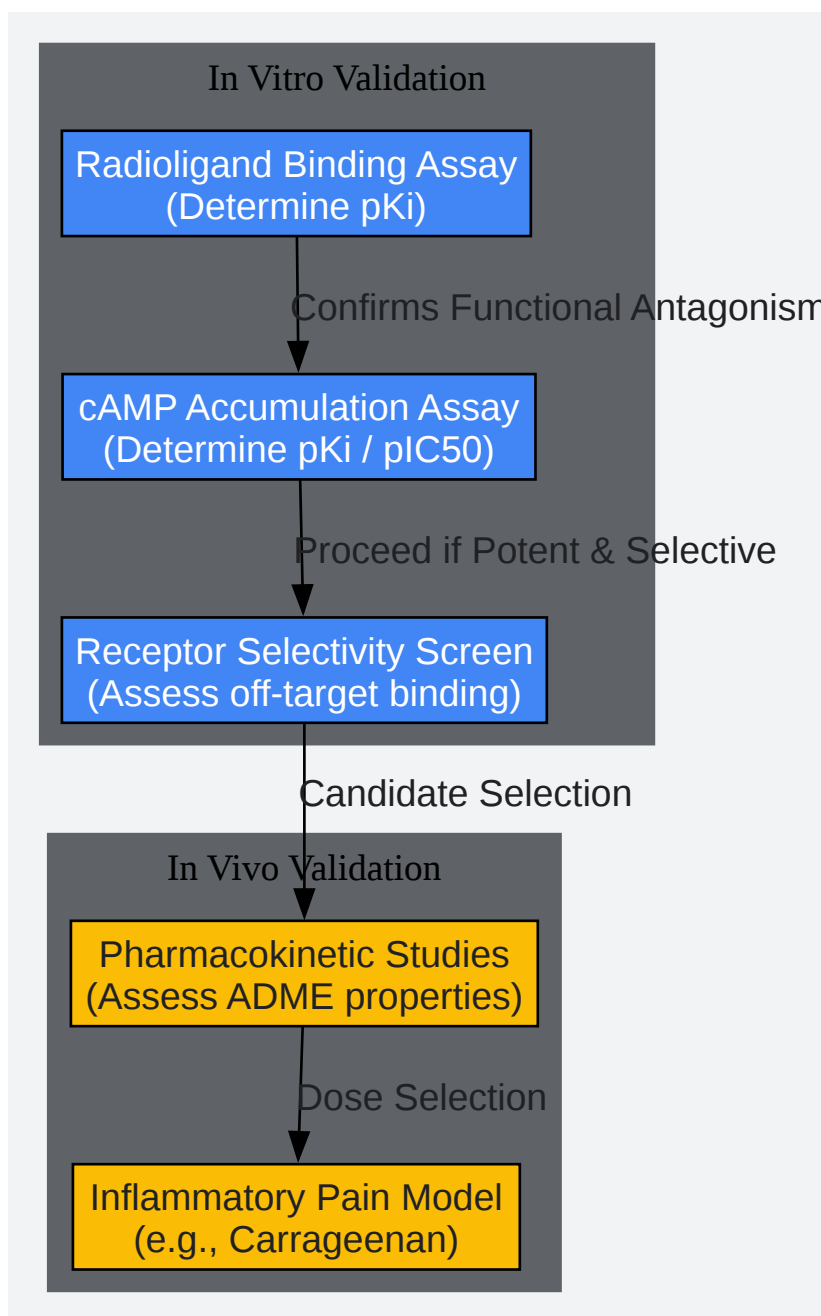 In Vitro Validation
Radioligand Binding Assay
(Determine pKi)
Confirms Functional Antagonism
cAMP Accumulation Assay
(Determine pKi / pIC50)
Proceed if Potent & Selective
Receptor Selectivity Screen
(Assess off-target binding)
Candidate Selection
In Vivo Validation
Pharmacokinetic Studies
(Assess ADME properties)
Dose Selection
Inflammatory Pain Model
(e.g., Carrageenan)